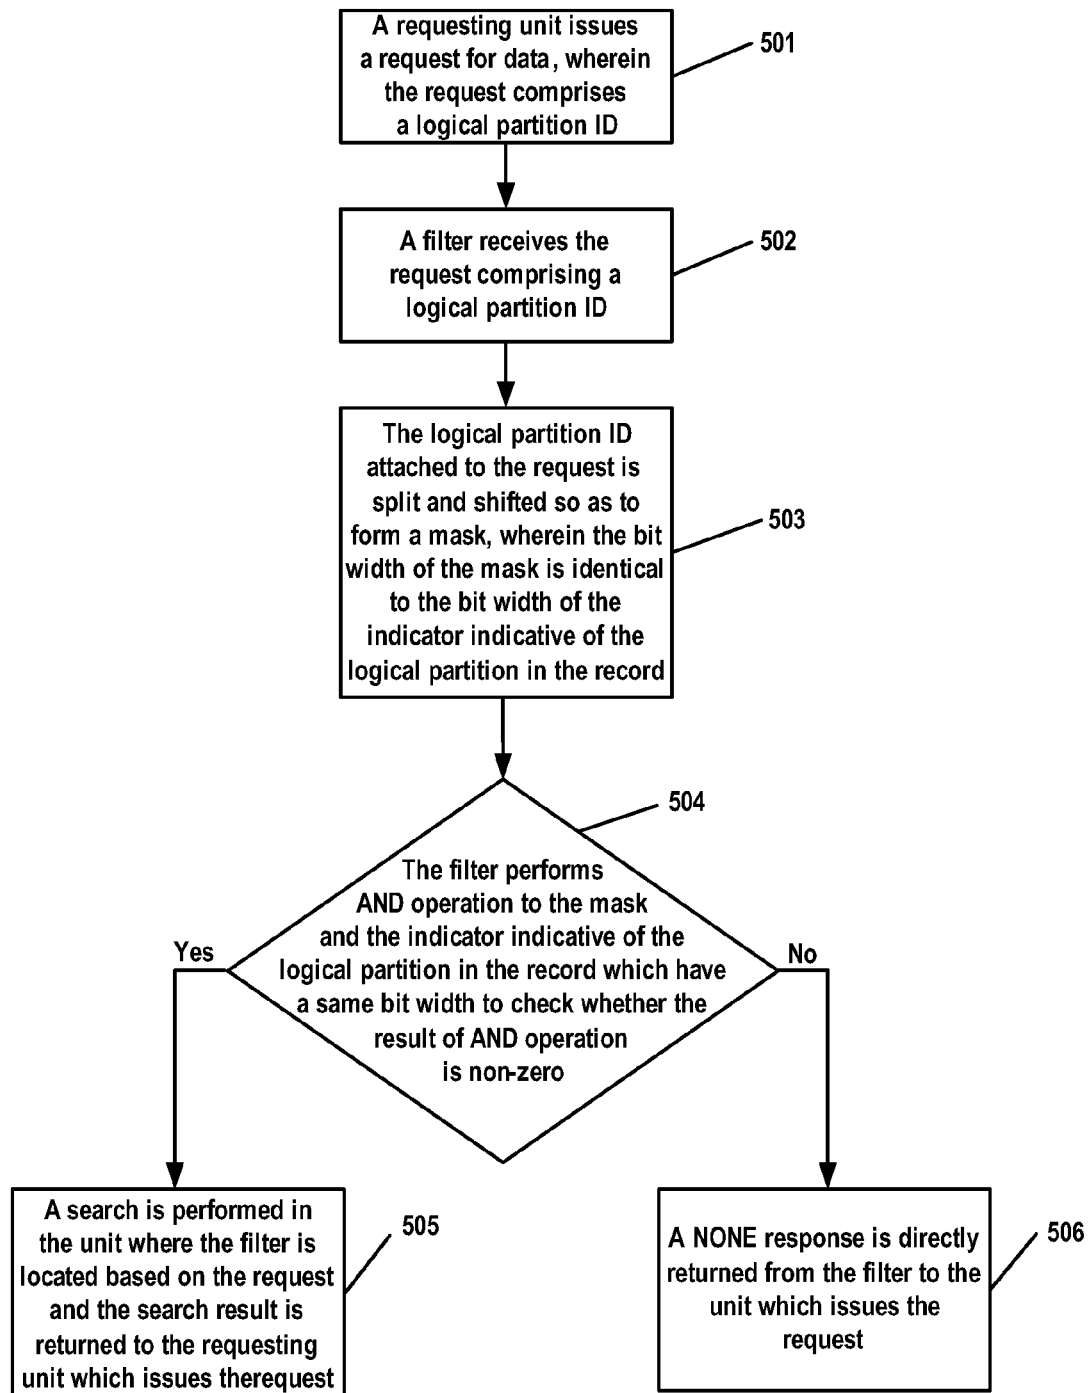 A requesting unit issues
a request for data, wherein
the request comprises
a logical partition ID
501
A filter receives the
request comprising a
logical partition ID
502
The logical partition ID
attached to the request is
split and shifted so as to
form a mask, wherein the bit
width of the mask is identical
to the bit width of the
indicator indicative of the
logical partition in the record
503
504
The filter performs
AND operation to the mask
and the indicator indicative of the
logical partition in the record which have
a same bit width to check whether the
result of AND operation
is non-zero
Yes
No
A search is performed in
the unit where the filter is
located based on the request
and the search result is
returned to the requesting
unit which issues therequest
505
A NONE response is directly
returned from the filter to the
unit which issues the
request
506